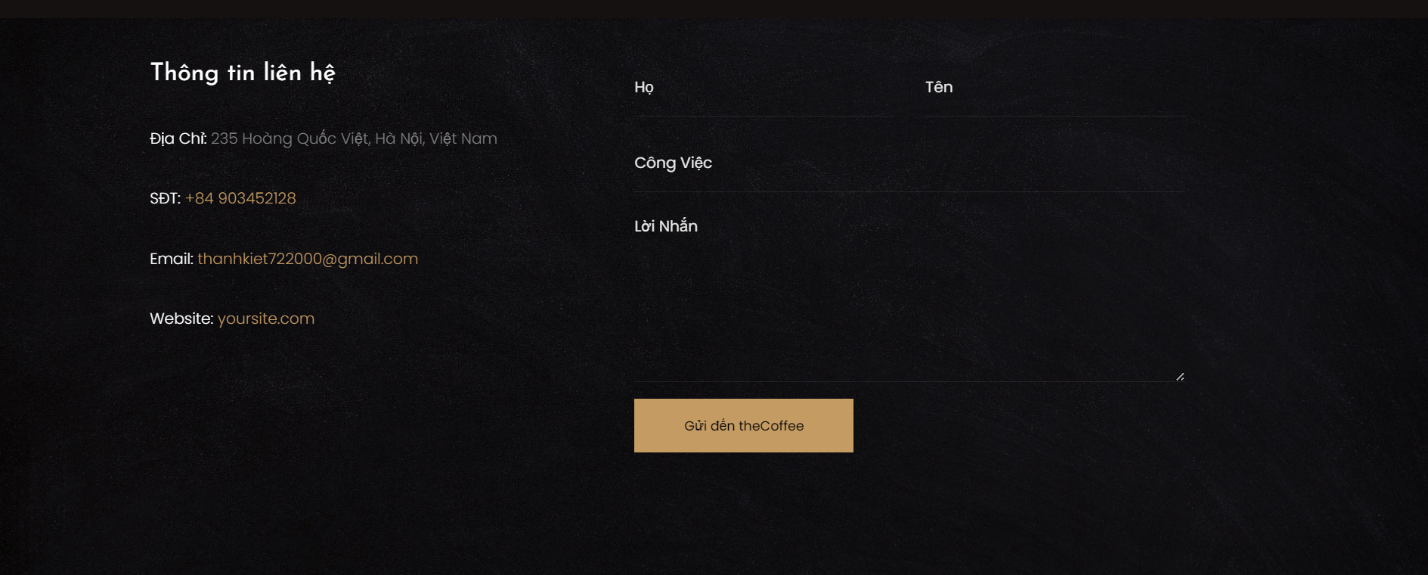 Thông tin liên hệ
Địa Chỉ: 235 Hoàng Quốc Việt, Hà Nội, Việt Nam
SĐT: +84 903452128
Email: thanhkiet722000@gmail.com
Website: yoursite.com
Họ
Tên
Công Việc
Lời Nhắn
Gửi đến theCoffee